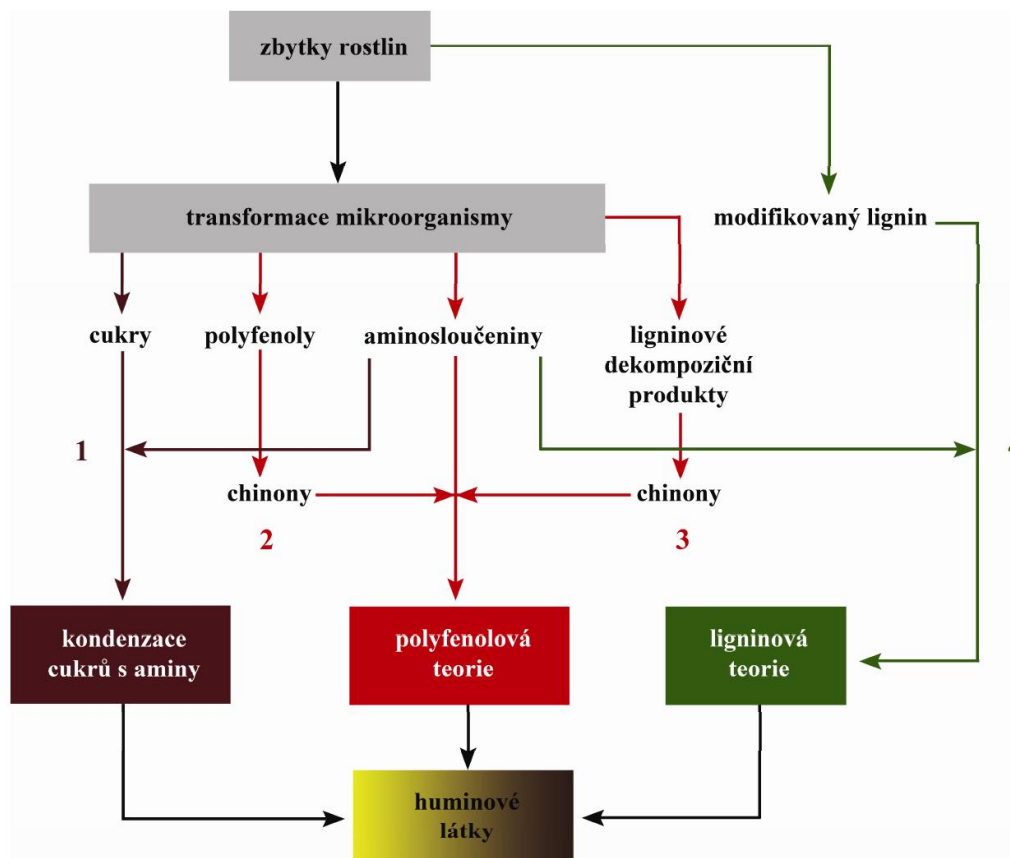 zbytky rostlin
transformace mikroorganismy
modifikovaný lignin
cukry
polyfenoly
aminosloučeniny
ligninové
dekompoziční
produkty
1
chinony
chinony
2
3
kondenzace
cukrů s aminy
polyfenolová
teorie
ligninová
teorie
huminové
látky